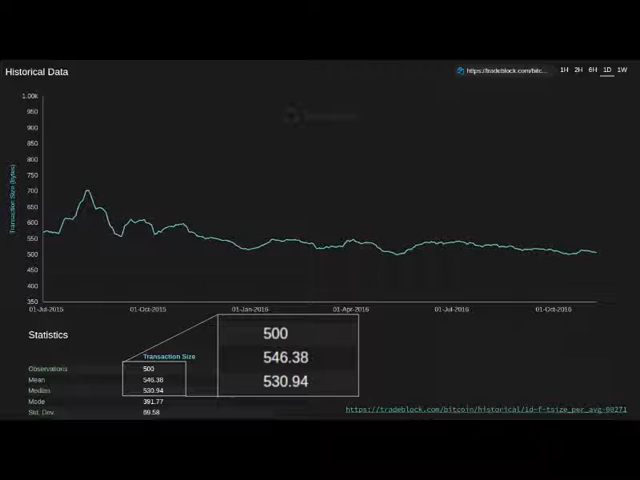 Historical Data
https://tradeblock.com/bitc... 1H 2H 6H 1D 1W
1.00K
950
900
850
800
750
700
650
600
550
500
450
400
350
Transaction Size (bytes)
01-Jul-2015 01-Oct-2015 01-Jan-2016 01-Apr-2016 01-Jul-2016 01-Oct-2016
Statistics
Transaction Size
Observations 500
Mean 546.38
Median 530.94
Mode 391.77
Std. Dev. 69.58
500
546.38
530.94
https://tradeblock.com/bitcoin/historical/1d-f-tsize_per_avg-00271